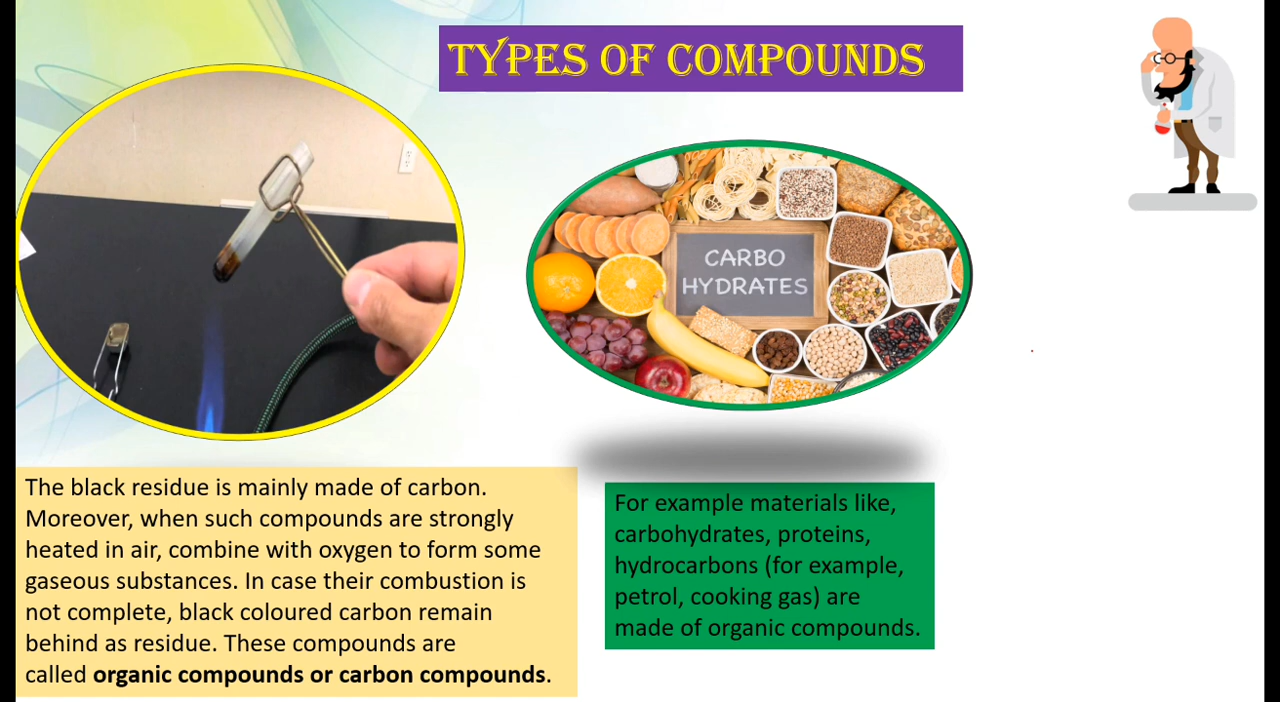 TYPES OF COMPOUNDS
CARBO
HYDRATES
The black residue is mainly made of carbon.
Moreover, when such compounds are strongly
heated in air, combine with oxygen to form some
gaseous substances. In case their combustion is
not complete, black coloured carbon remain
behind as residue. These compounds are
called organic compounds or carbon compounds.
For example materials like,
carbohydrates, proteins,
hydrocarbons (for example,
petrol, cooking gas) are
made of organic compounds.